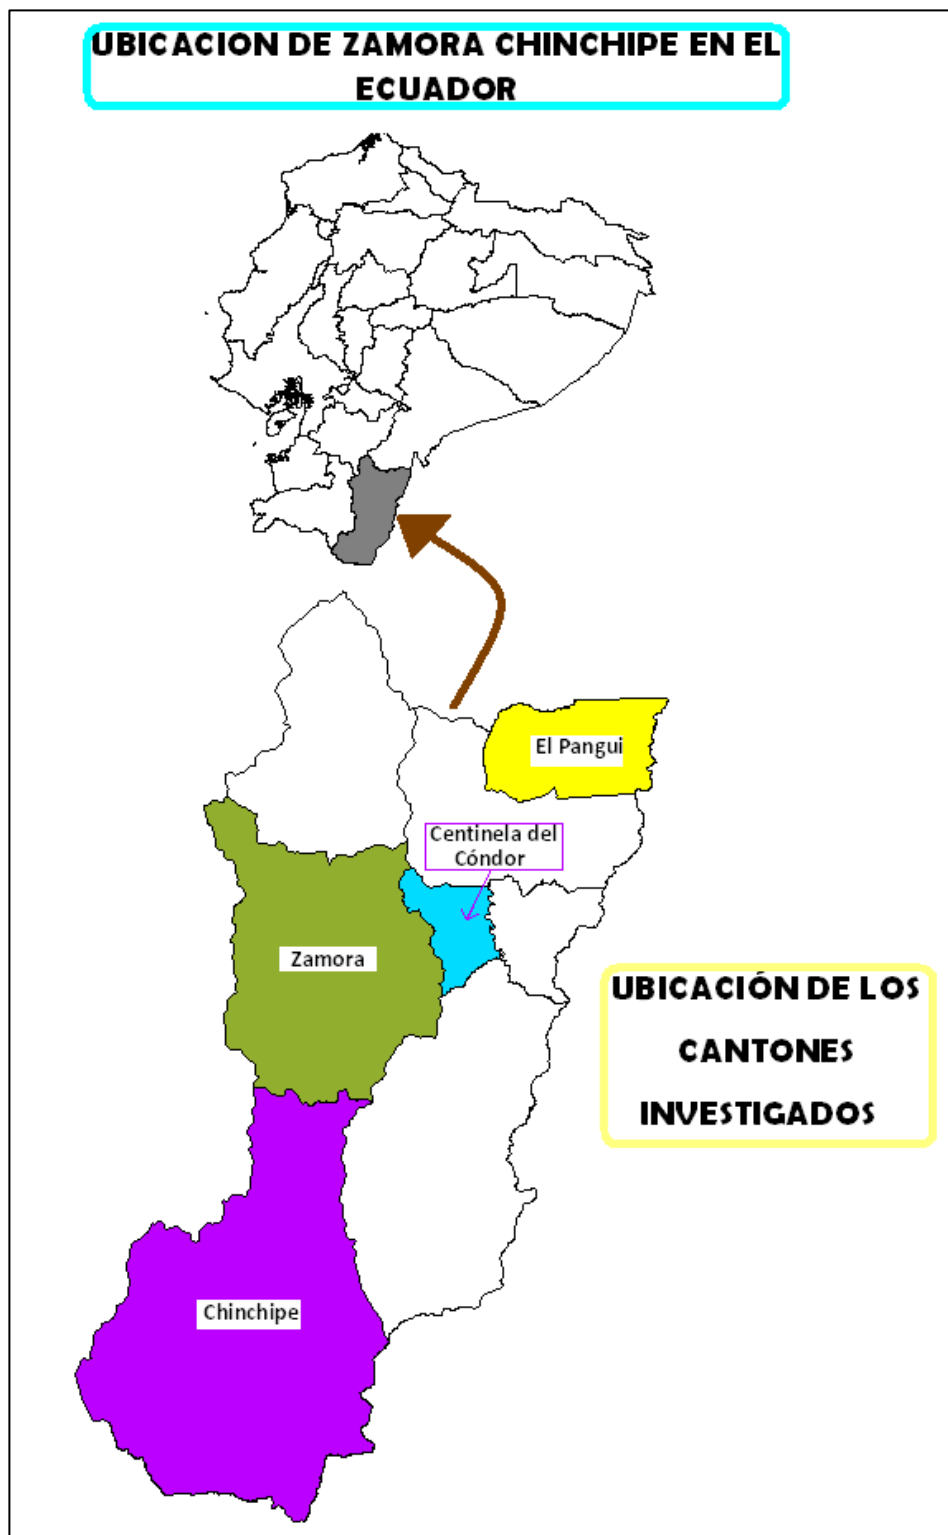 UBICACION DE ZAMORA CHINCHIPE EN EL
ECUADOR
El Pangui
Centinela del
Cóndor
Zamora
UBICACIÓN DE LOS
CANTONES
INVESTIGADOS
Chinchipe